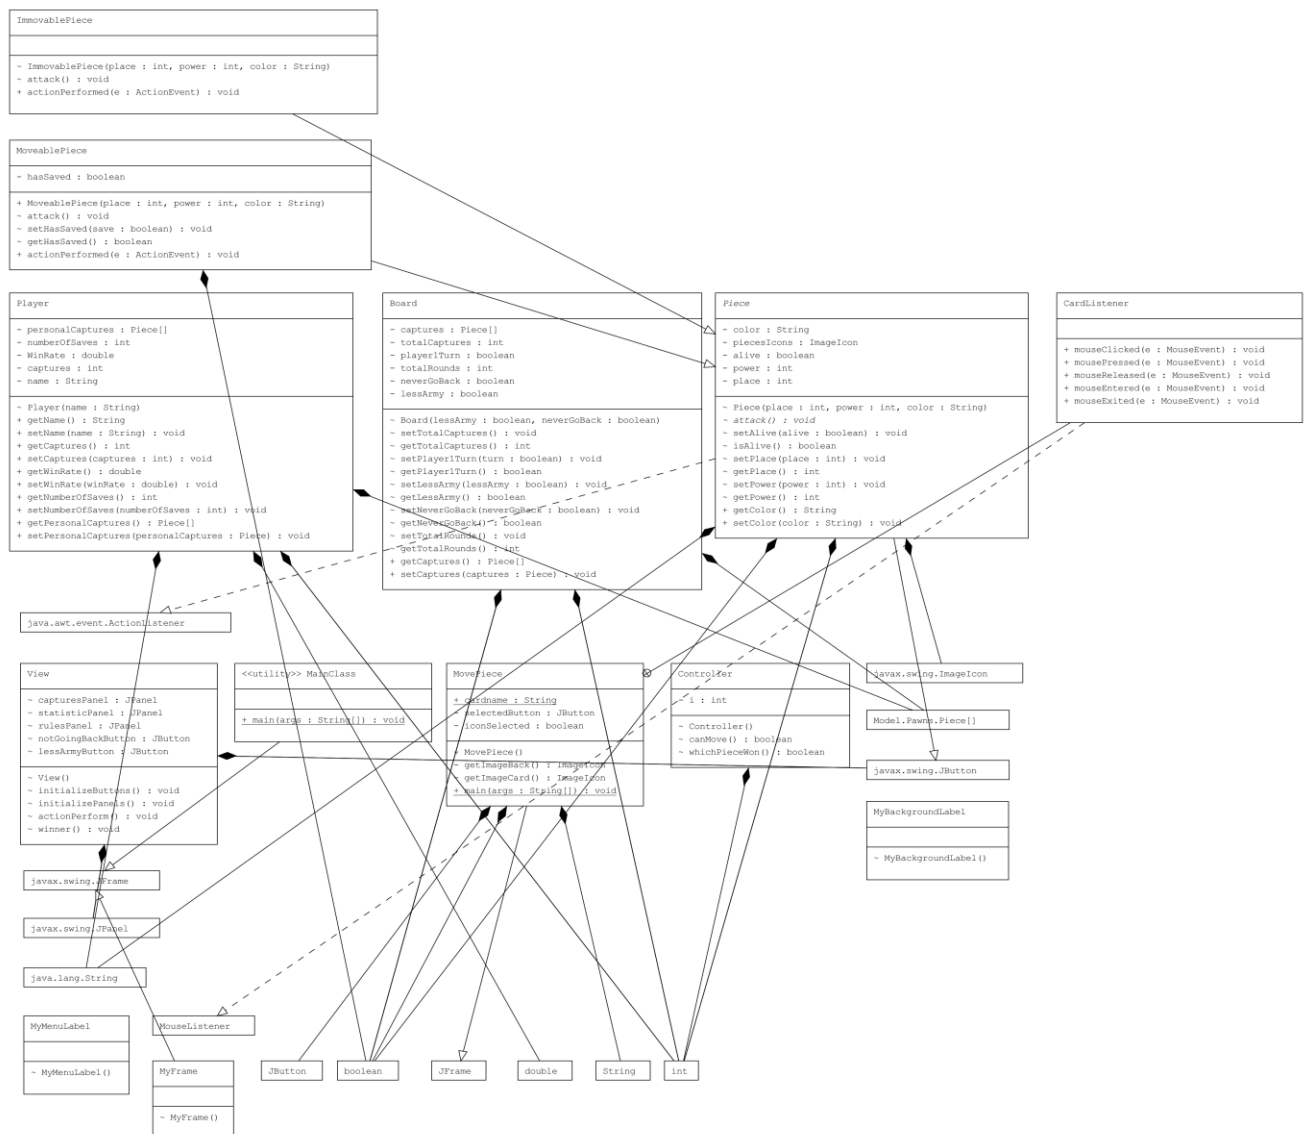 ImmovablePiece
~ ImmovablePiece(place : int, power : int, color : String)
~ attack() : void
+ actionPerformed(e : ActionEvent) : void
MoveablePiece
- hasSaved : boolean
+ MoveablePiece(place : int, power : int, color : String)
~ attack() : void
~ setHasSaved(save : boolean) : void
~ getHasSaved() : boolean
+ actionPerformed(e : ActionEvent) : void
Player
- personalCaptures : Piece[]
- numberOfSaves : int
- WinRate : double
- captures : int
- name : String
~ Player(name : String)
+ getName() : String
+ setName(name : String) : void
+ getCaptures() : int
+ setCaptures(captures : int) : void
+ getWinRate() : double
+ setWinRate(winRate : double) : void
+ getNumberOfSaves() : int
+ setNumberOfSaves(numberOfSaves : int) : void
+ getPersonalCaptures() : Piece[]
+ setPersonalCaptures(personalCaptures : Piece) : void
Board
- captures : Piece[]
- totalCaptures : int
- player1Turn : boolean
- totalRounds : int
- neverGoBack : boolean
- lessArmy : boolean
~ Board(lessArmy : boolean, neverGoBack : boolean)
~ setTotalCaptures() : void
~ getTotalCaptures() : int
~ setPlayer1Turn(turn : boolean) : void
~ getPlayer1Turn() : boolean
~ setLessArmy(lessArmy : boolean) : void
~ getLessArmy() : boolean
~ setNeverGoBack(neverGoBack : boolean) : void
~ getNeverGoBack() : boolean
~ setTotalRounds() : void
~ getTotalRounds() : int
+ getCaptures() : Piece[]
+ setCaptures(captures : Piece) : void
Piece
- color : String
- piecesIcons : ImageIcon
- alive : boolean
- power : int
- place : int
~ Piece(place : int, power : int, color : String)
~ attack() : void
~ setAlive(alive : boolean) : void
~ isAlive() : boolean
~ setPlace(place : int) : void
~ getPlace() : int
~ setPower(power : int) : void
~ getPower() : int
+ getColor() : String
+ setColor(color : String) : void
CardListener
+ mouseClicked(e : MouseEvent) : void
+ mousePressed(e : MouseEvent) : void
+ mouseReleased(e : MouseEvent) : void
+ mouseEntered(e : MouseEvent) : void
+ mouseExited(e : MouseEvent) : void
java.awt.event.ActionListener
View
~ capturesPanel : JPanel
~ statisticPanel : JPanel
~ rulesPanel : JPanel
~ notGoingBackButton : JButton
~ lessArmyButton : JButton
~ View()
~ initializeButtons() : void
~ initializePanels() : void
~ actionPerform() : void
~ winner() : void
<<utility>> MainClass
+ main(args : String[]) : void
MovePiece
+ cardname : String
- selectedButton : JButton
- iconSelected : boolean
+ MovePiece()
- getImageBack() : ImageIcon
- getImageCard() : ImageIcon
+ main(args : String[]) : void
Controller
- i : int
~ Controller()
~ canMove() : boolean
~ whichPieceWon() : boolean
javax.swing.ImageIcon
Model.Pawns.Piece[]
javax.swing.JButton
MyBackgroundLabel
~ MyBackgroundLabel()
javax.swing.JFrame
javax.swing.JPanel
java.lang.String
MyMenuLabel
~ MyMenuLabel()
MouseListener
MyFrame
~ MyFrame()
JButton
boolean
JFrame
double
String
int